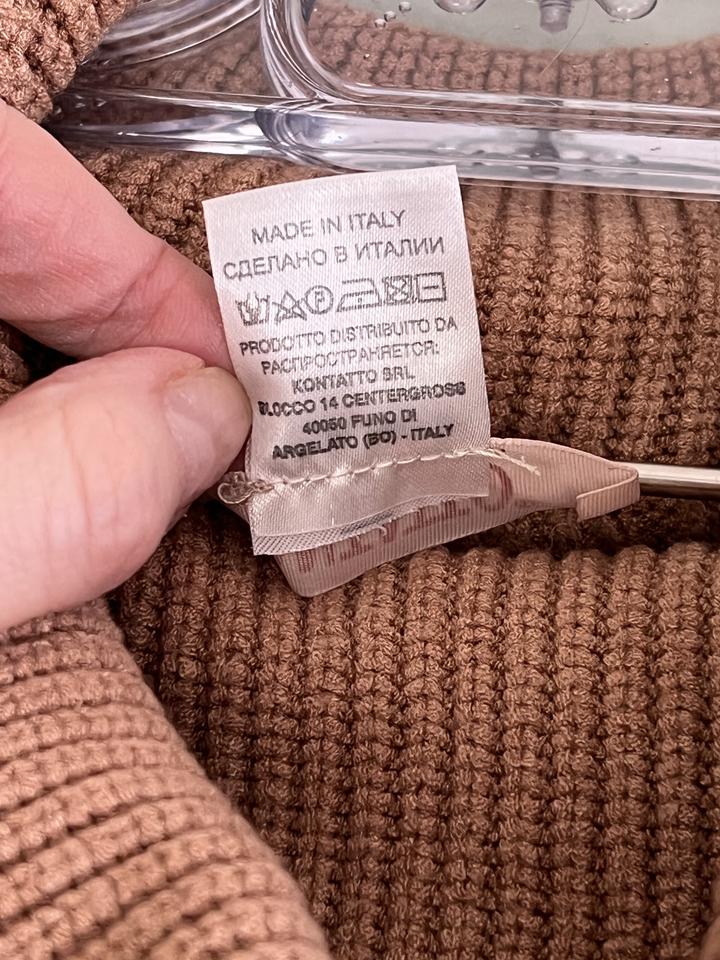 MADE IN ITALY
СДЕЛАНО В ИТАЛИИ
P
PRODOTTO DISTRIBUITO DA
РАСПРОСТРАНЯЕТСЯ:
KONTATTO SRL
BLOCCO 14 CENTERGROSS
40050 FUNO DI
ARGELATO (BO) - ITALY